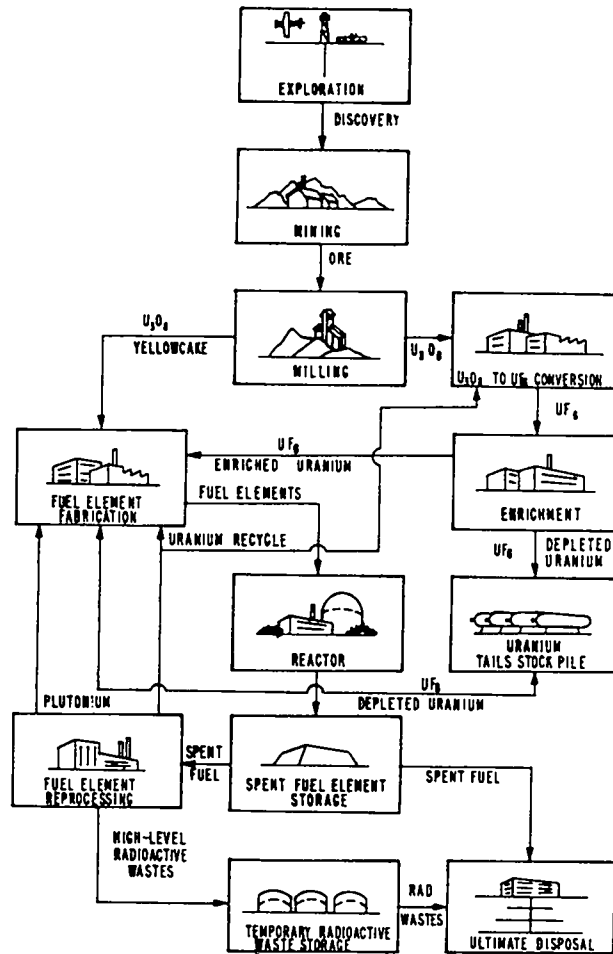 EXPLORATION
DISCOVERY
MINING
ORE
U₃O₈
YELLOWCAKE
MILLING
U₃O₈
U₃O₈ TO UF₆ CONVERSION
UF₆
UF₆
ENRICHED URANIUM
FUEL ELEMENT
FABRICATION
FUEL ELEMENTS
ENRICHMENT
URANIUM RECYCLE
UF₆
DEPLETED
URANIUM
REACTOR
URANIUM
TAILS STOCK PILE
PLUTONIUM
UF₆
DEPLETED URANIUM
FUEL ELEMENT
REPROCESSING
SPENT
FUEL
SPENT FUEL ELEMENT
STORAGE
SPENT FUEL
HIGH-LEVEL
RADIOACTIVE
WASTES
TEMPORARY RADIOACTIVE
WASTE STORAGE
RAD
WASTES
ULTIMATE DISPOSAL